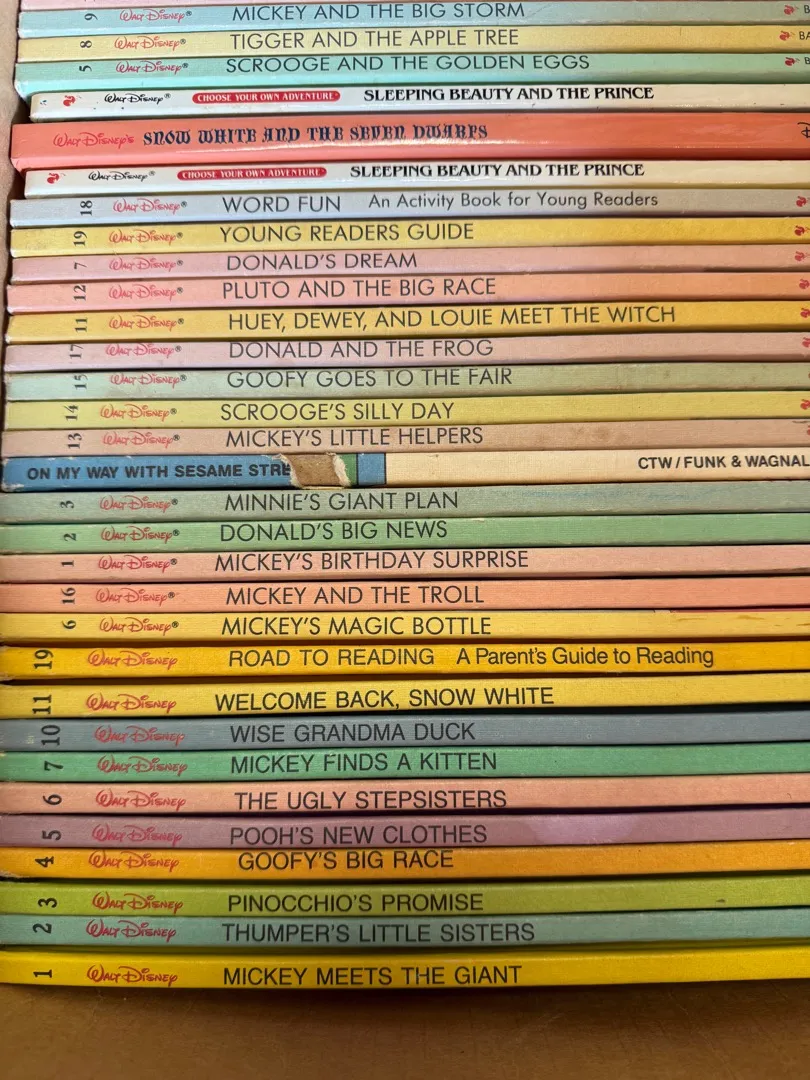 9 WALT DISNEY® MICKEY AND THE BIG STORM
8 WALT DISNEY® TIGGER AND THE APPLE TREE BA
5 WALT DISNEY® SCROOGE AND THE GOLDEN EGGS B
WALT DISNEY® CHOOSE YOUR OWN ADVENTURE® SLEEPING BEAUTY AND THE PRINCE
WALT DISNEY'S SNOW WHITE AND THE SEVEN DWARFS
WALT DISNEY® CHOOSE YOUR OWN ADVENTURE® SLEEPING BEAUTY AND THE PRINCE
18 WALT DISNEY® WORD FUN An Activity Book for Young Readers
19 WALT DISNEY® YOUNG READERS GUIDE
7 WALT DISNEY® DONALD'S DREAM
12 WALT DISNEY® PLUTO AND THE BIG RACE
11 WALT DISNEY® HUEY, DEWEY, AND LOUIE MEET THE WITCH
17 WALT DISNEY® DONALD AND THE FROG
15 WALT DISNEY® GOOFY GOES TO THE FAIR
14 WALT DISNEY® SCROOGE'S SILLY DAY
13 WALT DISNEY® MICKEY'S LITTLE HELPERS
ON MY WAY WITH SESAME STRE CTW/FUNK & WAGNAL
3 WALT DISNEY® MINNIE'S GIANT PLAN
2 WALT DISNEY® DONALD'S BIG NEWS
1 WALT DISNEY® MICKEY'S BIRTHDAY SURPRISE
16 WALT DISNEY® MICKEY AND THE TROLL
6 WALT DISNEY® MICKEY'S MAGIC BOTTLE
19 WALT DISNEY ROAD TO READING A Parent's Guide to Reading
11 WALT DISNEY WELCOME BACK, SNOW WHITE
10 WALT DISNEY WISE GRANDMA DUCK
7 WALT DISNEY MICKEY FINDS A KITTEN
6 WALT DISNEY THE UGLY STEPSISTERS
5 WALT DISNEY POOH'S NEW CLOTHES
4 WALT DISNEY GOOFY'S BIG RACE
3 WALT DISNEY PINOCCHIO'S PROMISE
2 WALT DISNEY THUMPER'S LITTLE SISTERS
1 WALT DISNEY MICKEY MEETS THE GIANT